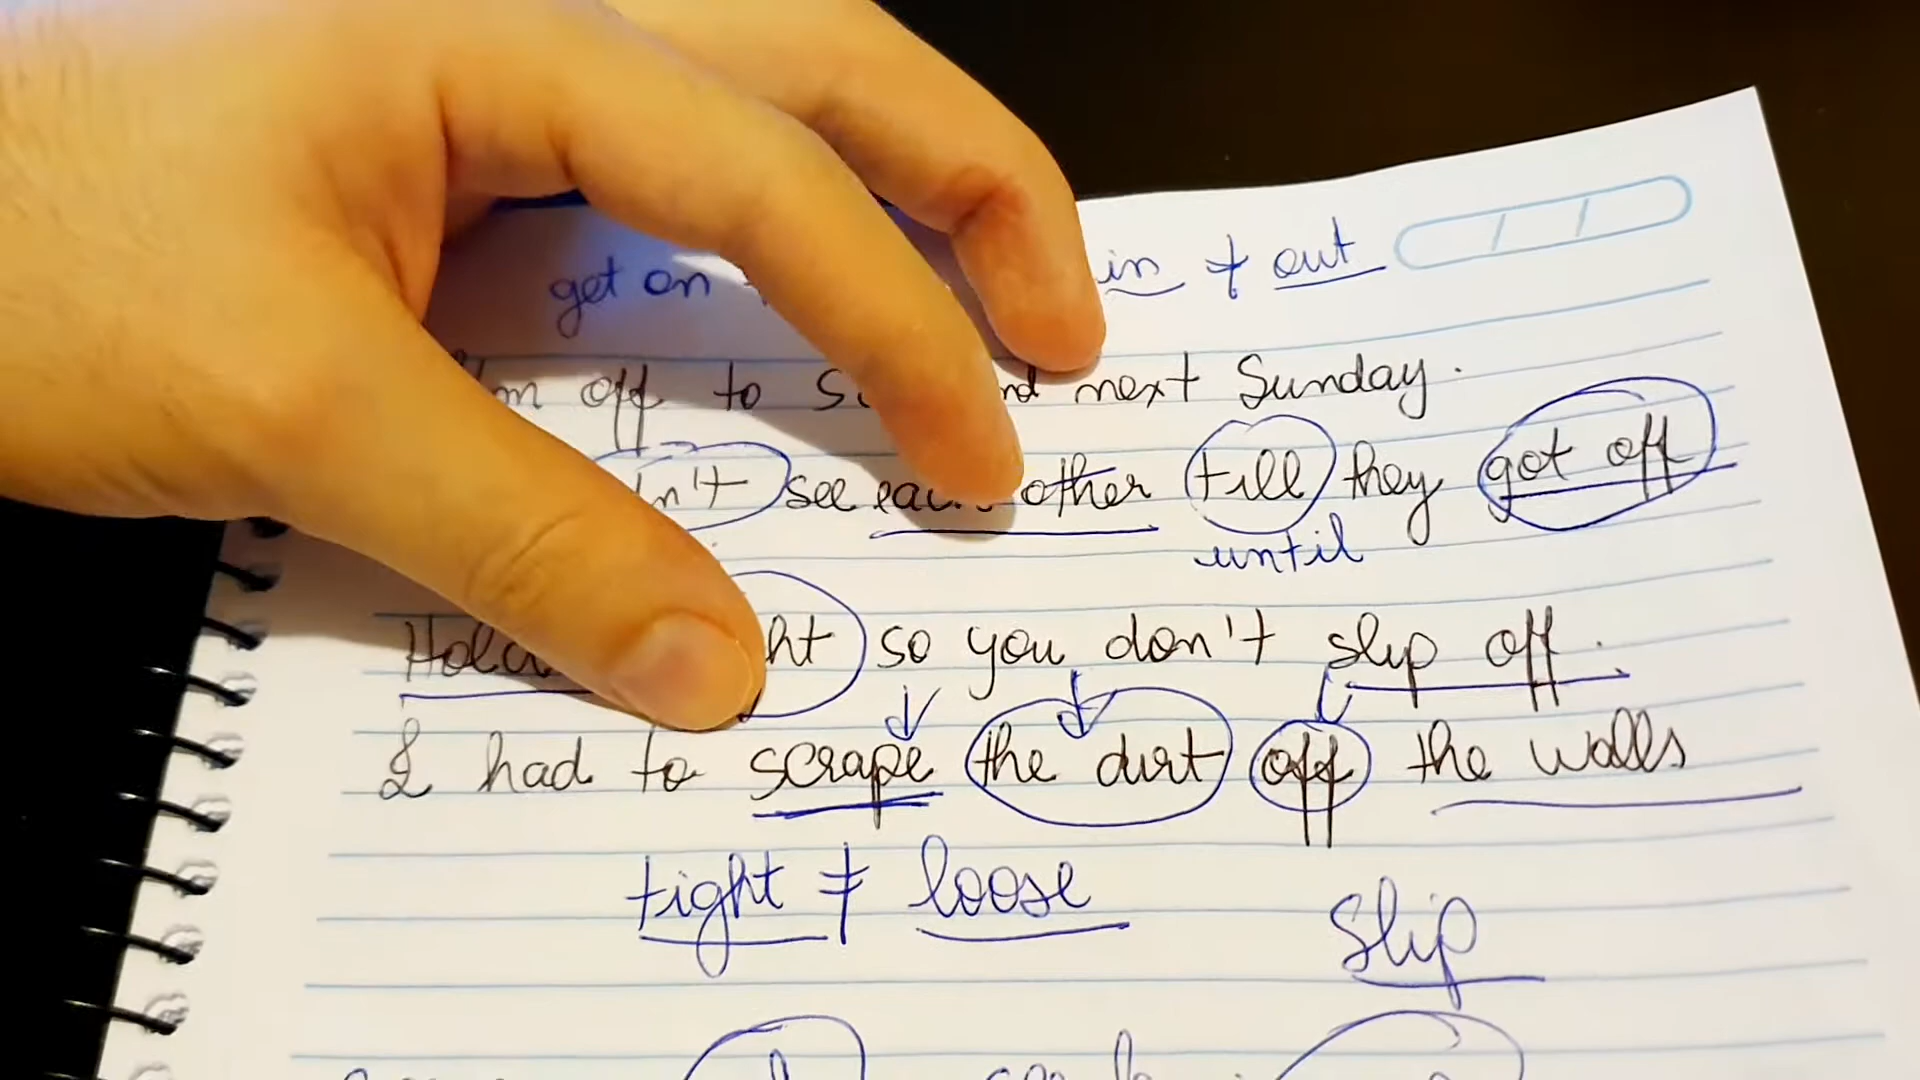 get on in ≠ out
off to next Sunday.
see other till they got off
until
Hold so you don't slip off.
I had to scrape the dirt off the walls
tight ≠ loose
Slip